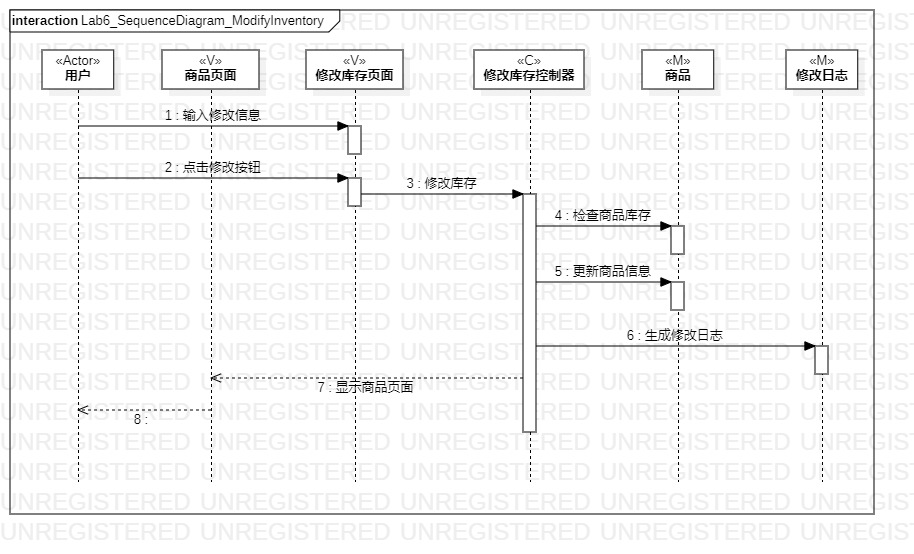 interaction Lab6_SequenceDiagram_ModifyInventory
«Actor» «V» «V» «C» «M» «M»
用户 商品页面 修改库存页面 修改库存控制器 商品 修改日志
1 : 输入修改信息
2 : 点击修改按钮
3 : 修改库存
4 : 检查商品库存
5 : 更新商品信息
6 : 生成修改日志
7 : 显示商品页面
8 :
UNREGISTERED UNREGISTERED UNREGISTERED UNREGISTERED UNREGISTERED